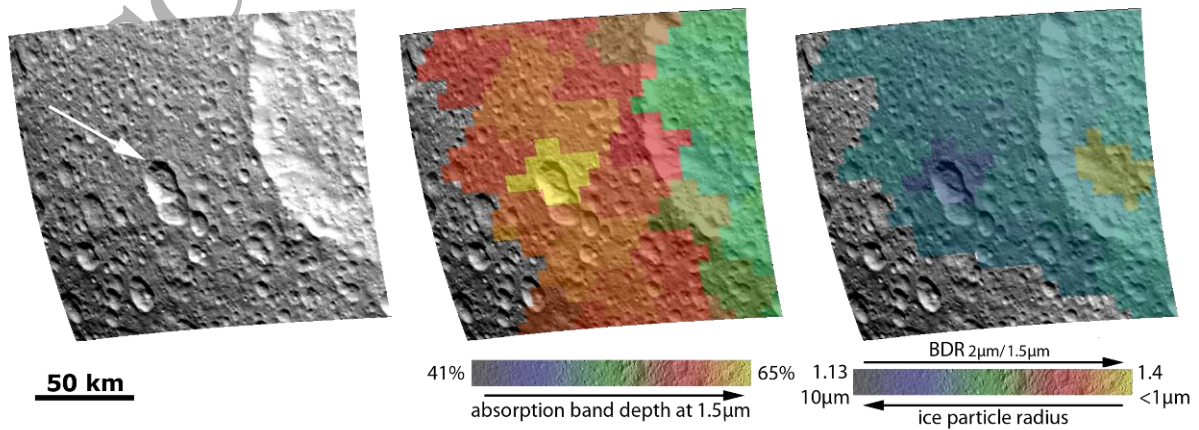 50 km
41%
65%
absorption band depth at 1.5μm
BDR 2μm/1.5μm
1.13
1.4
10μm
<1μm
ice particle radius